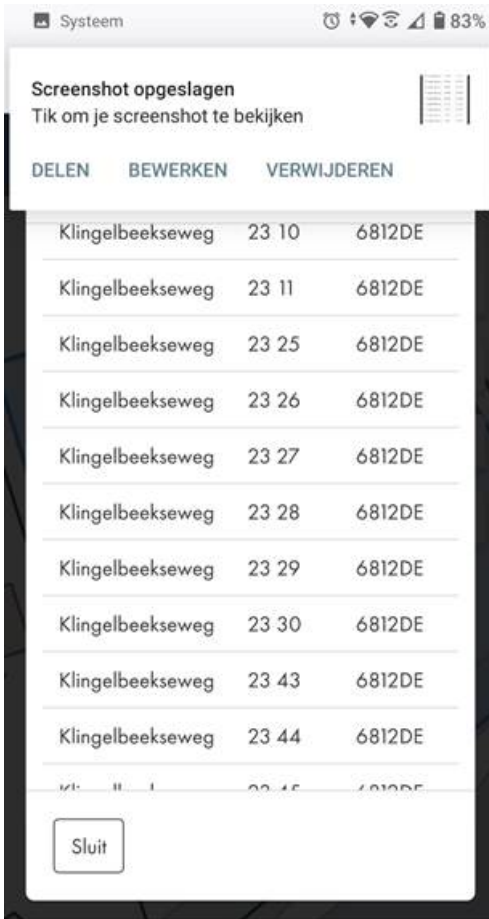 Systeem 83%
Screenshot opgeslagen
Tik om je screenshot te bekijken
DELEN BEWERKEN VERWIJDEREN
Klingelbeekseweg 23 10 6812DE
Klingelbeekseweg 23 11 6812DE
Klingelbeekseweg 23 25 6812DE
Klingelbeekseweg 23 26 6812DE
Klingelbeekseweg 23 27 6812DE
Klingelbeekseweg 23 28 6812DE
Klingelbeekseweg 23 29 6812DE
Klingelbeekseweg 23 30 6812DE
Klingelbeekseweg 23 43 6812DE
Klingelbeekseweg 23 44 6812DE
Sluit